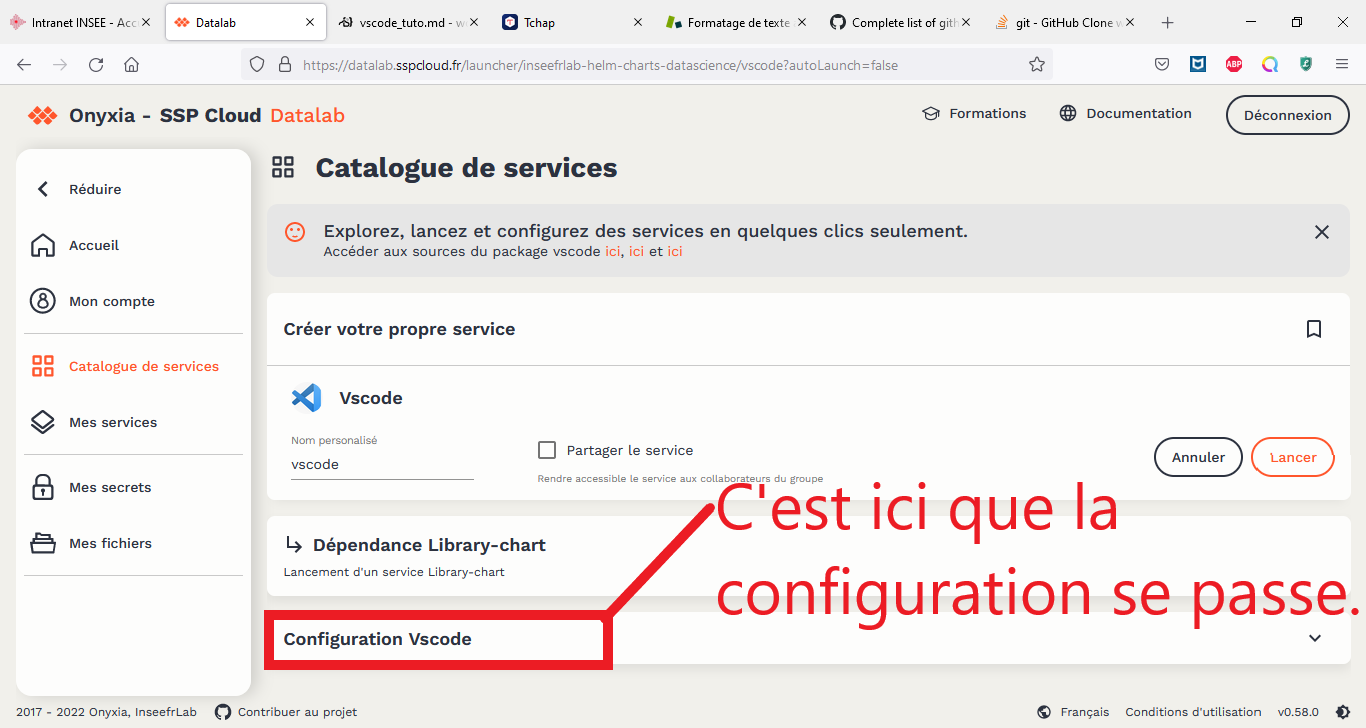 Intranet INSEE - Acc
Datalab
vscode_tuto.md - w
Tchap
Formatage de texte
Complete list of gith
git - GitHub Clone w
https://datalab.sspcloud.fr/launcher/inseefrlab-helm-charts-datascience/vscode?autoLaunch=false
ABP
Onyxia - SSP Cloud Datalab
Formations
Documentation
Déconnexion
Réduire
Accueil
Mon compte
Catalogue de services
Mes services
Mes secrets
Mes fichiers
Catalogue de services
Explorez, lancez et configurez des services en quelques clics seulement.
Accéder aux sources du package vscode ici, ici et ici
Créer votre propre service
Vscode
Nom personalisé
vscode
Partager le service
Rendre accessible le service aux collaborateurs du groupe
Annuler
Lancer
C'est ici que la
configuration se passe.
Dépendance Library-chart
Lancement d'un service Library-chart
Configuration Vscode
2017 - 2022 Onyxia, InseefrLab
Contribuer au projet
Français
Conditions d'utilisation
v0.58.0